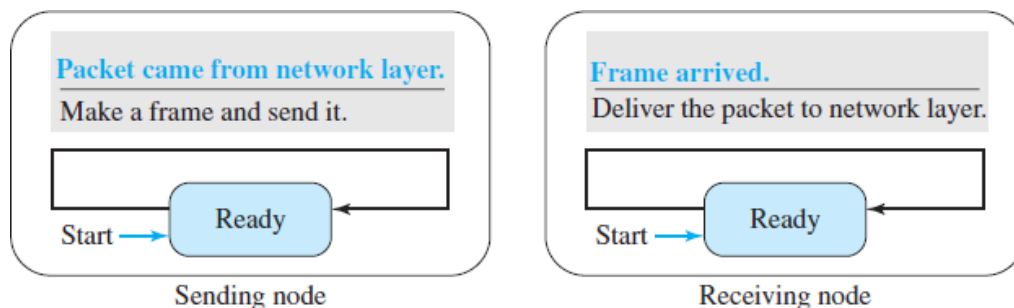 Packet came from network layer.
Make a frame and send it.
Ready
Start
Sending node
Frame arrived.
Deliver the packet to network layer.
Ready
Start
Receiving node